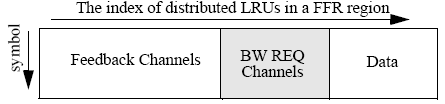 The index of distributed LRUs in a FFR region
symbol
Feedback Channels
BW REQ
Channels
Data